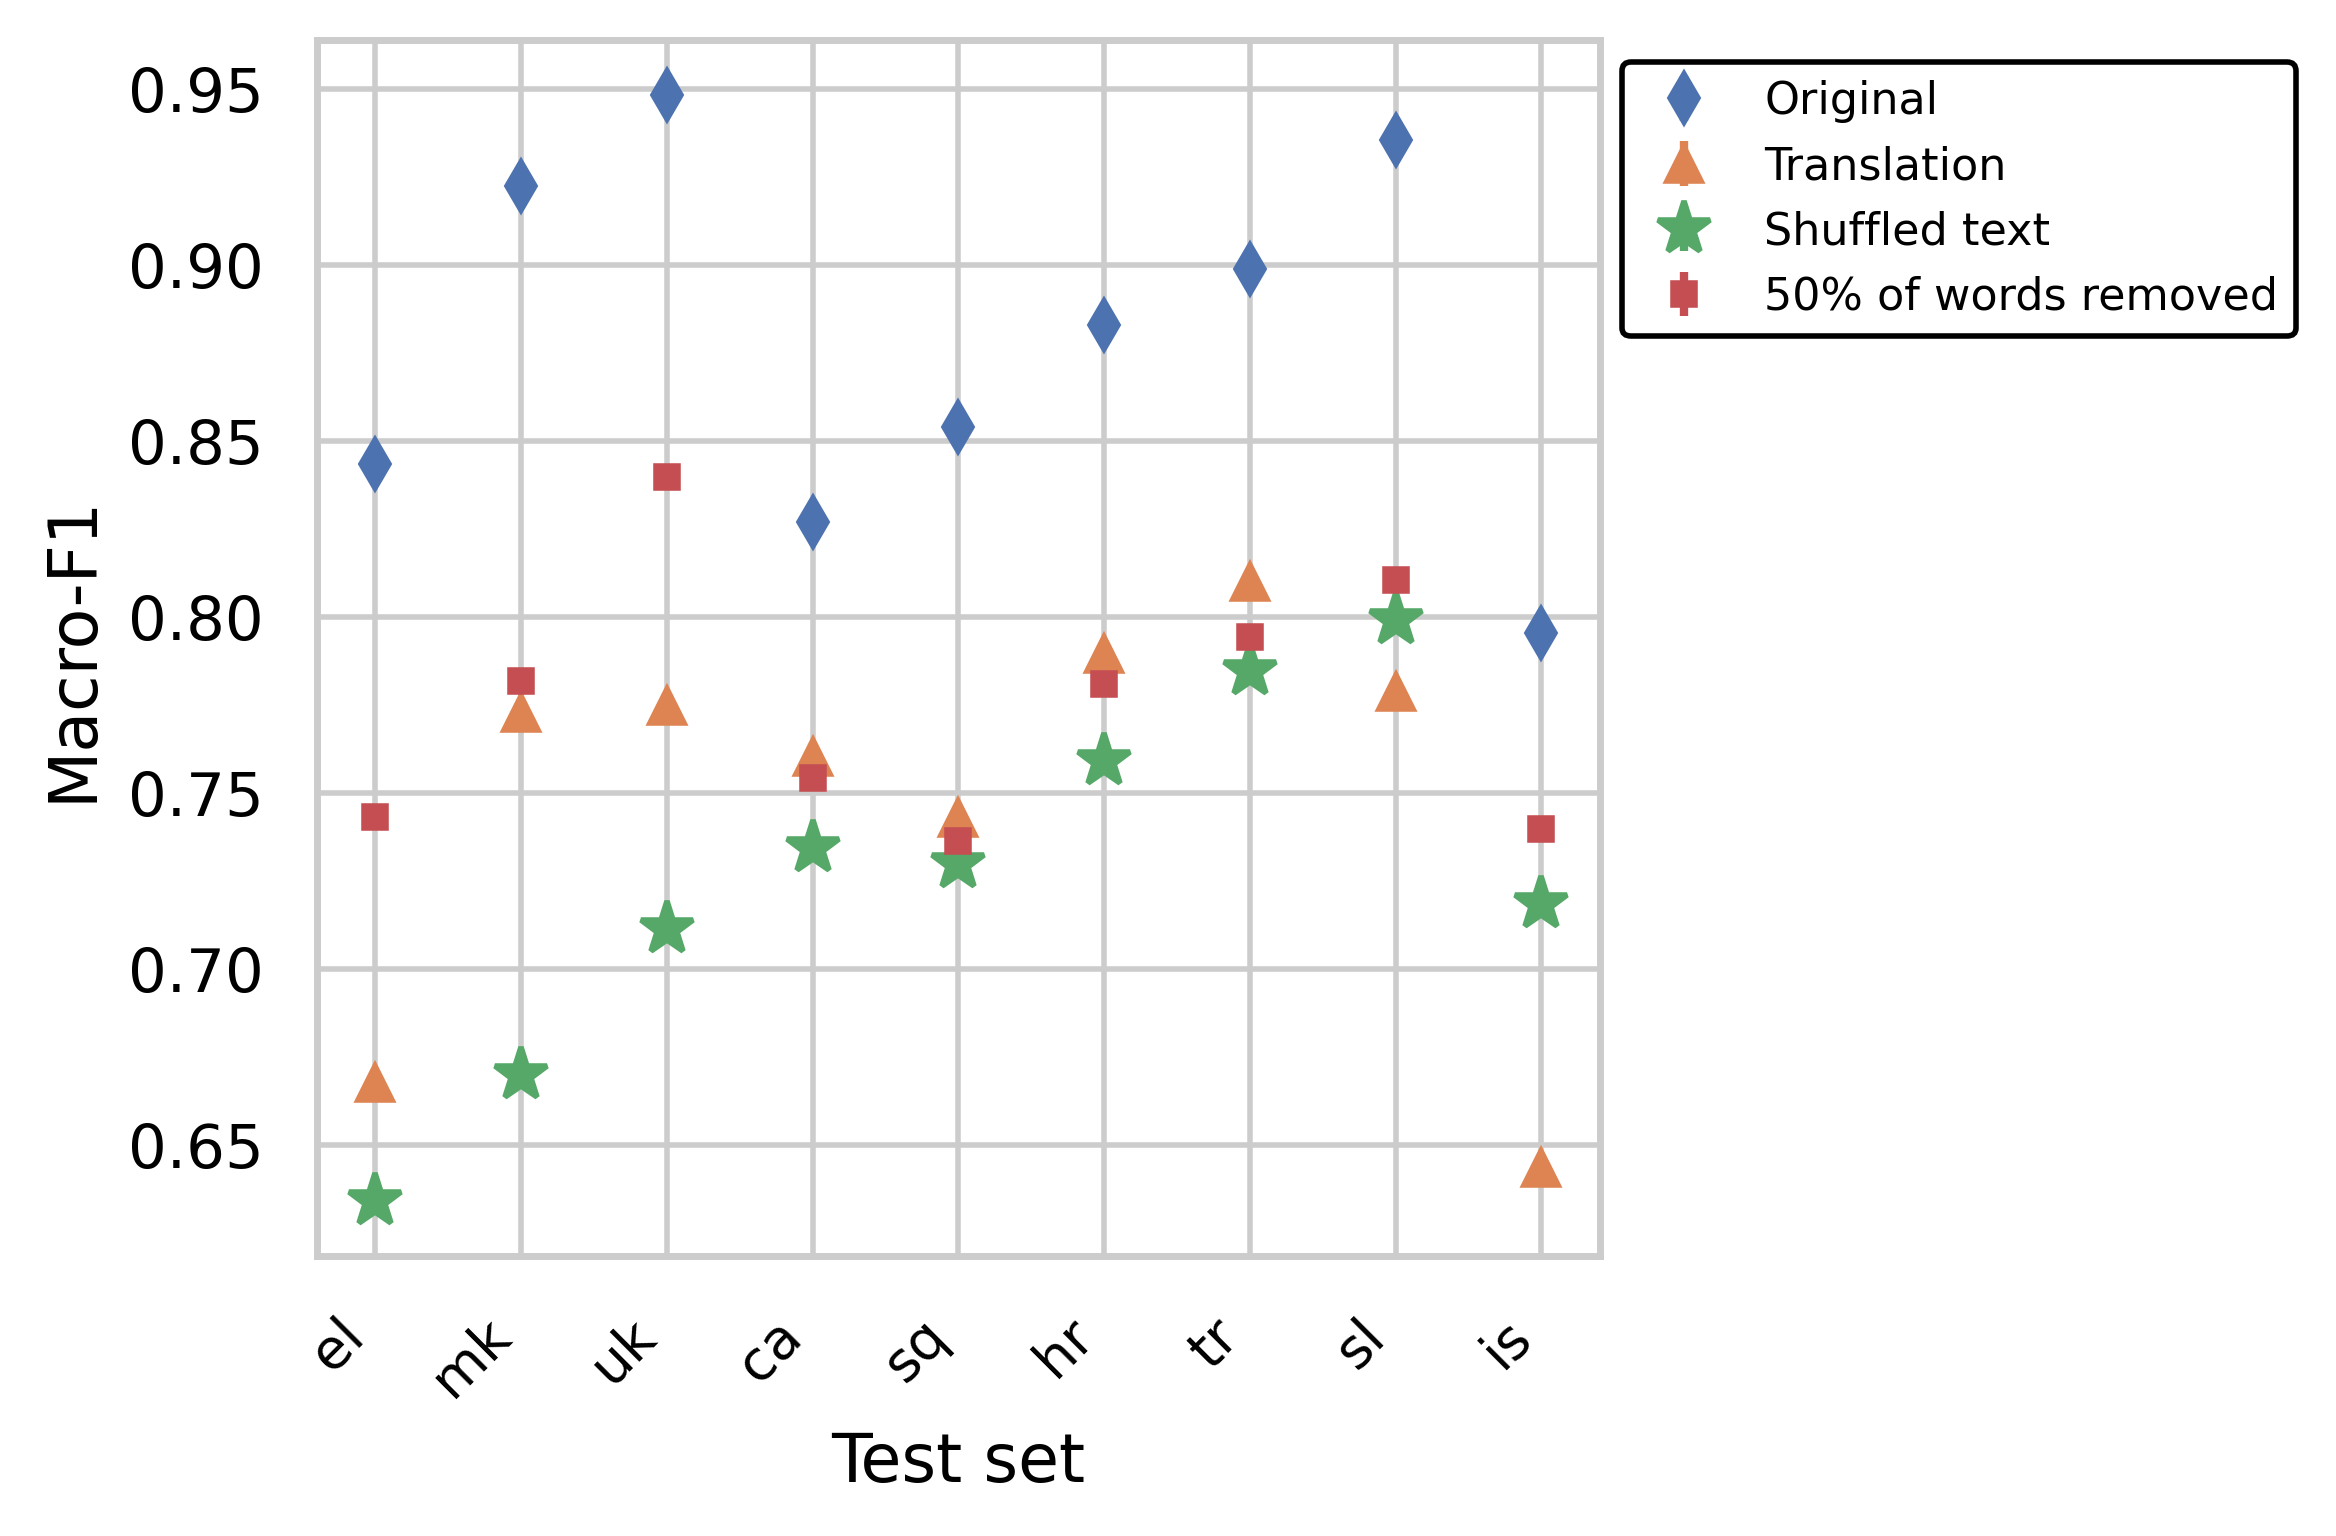 0.95
0.90
0.85
0.80
0.75
0.70
0.65
Macro-F1
el
mk
uk
ca
sq
hr
tr
sl
is
Test set
Original
Translation
Shuffled text
50% of words removed